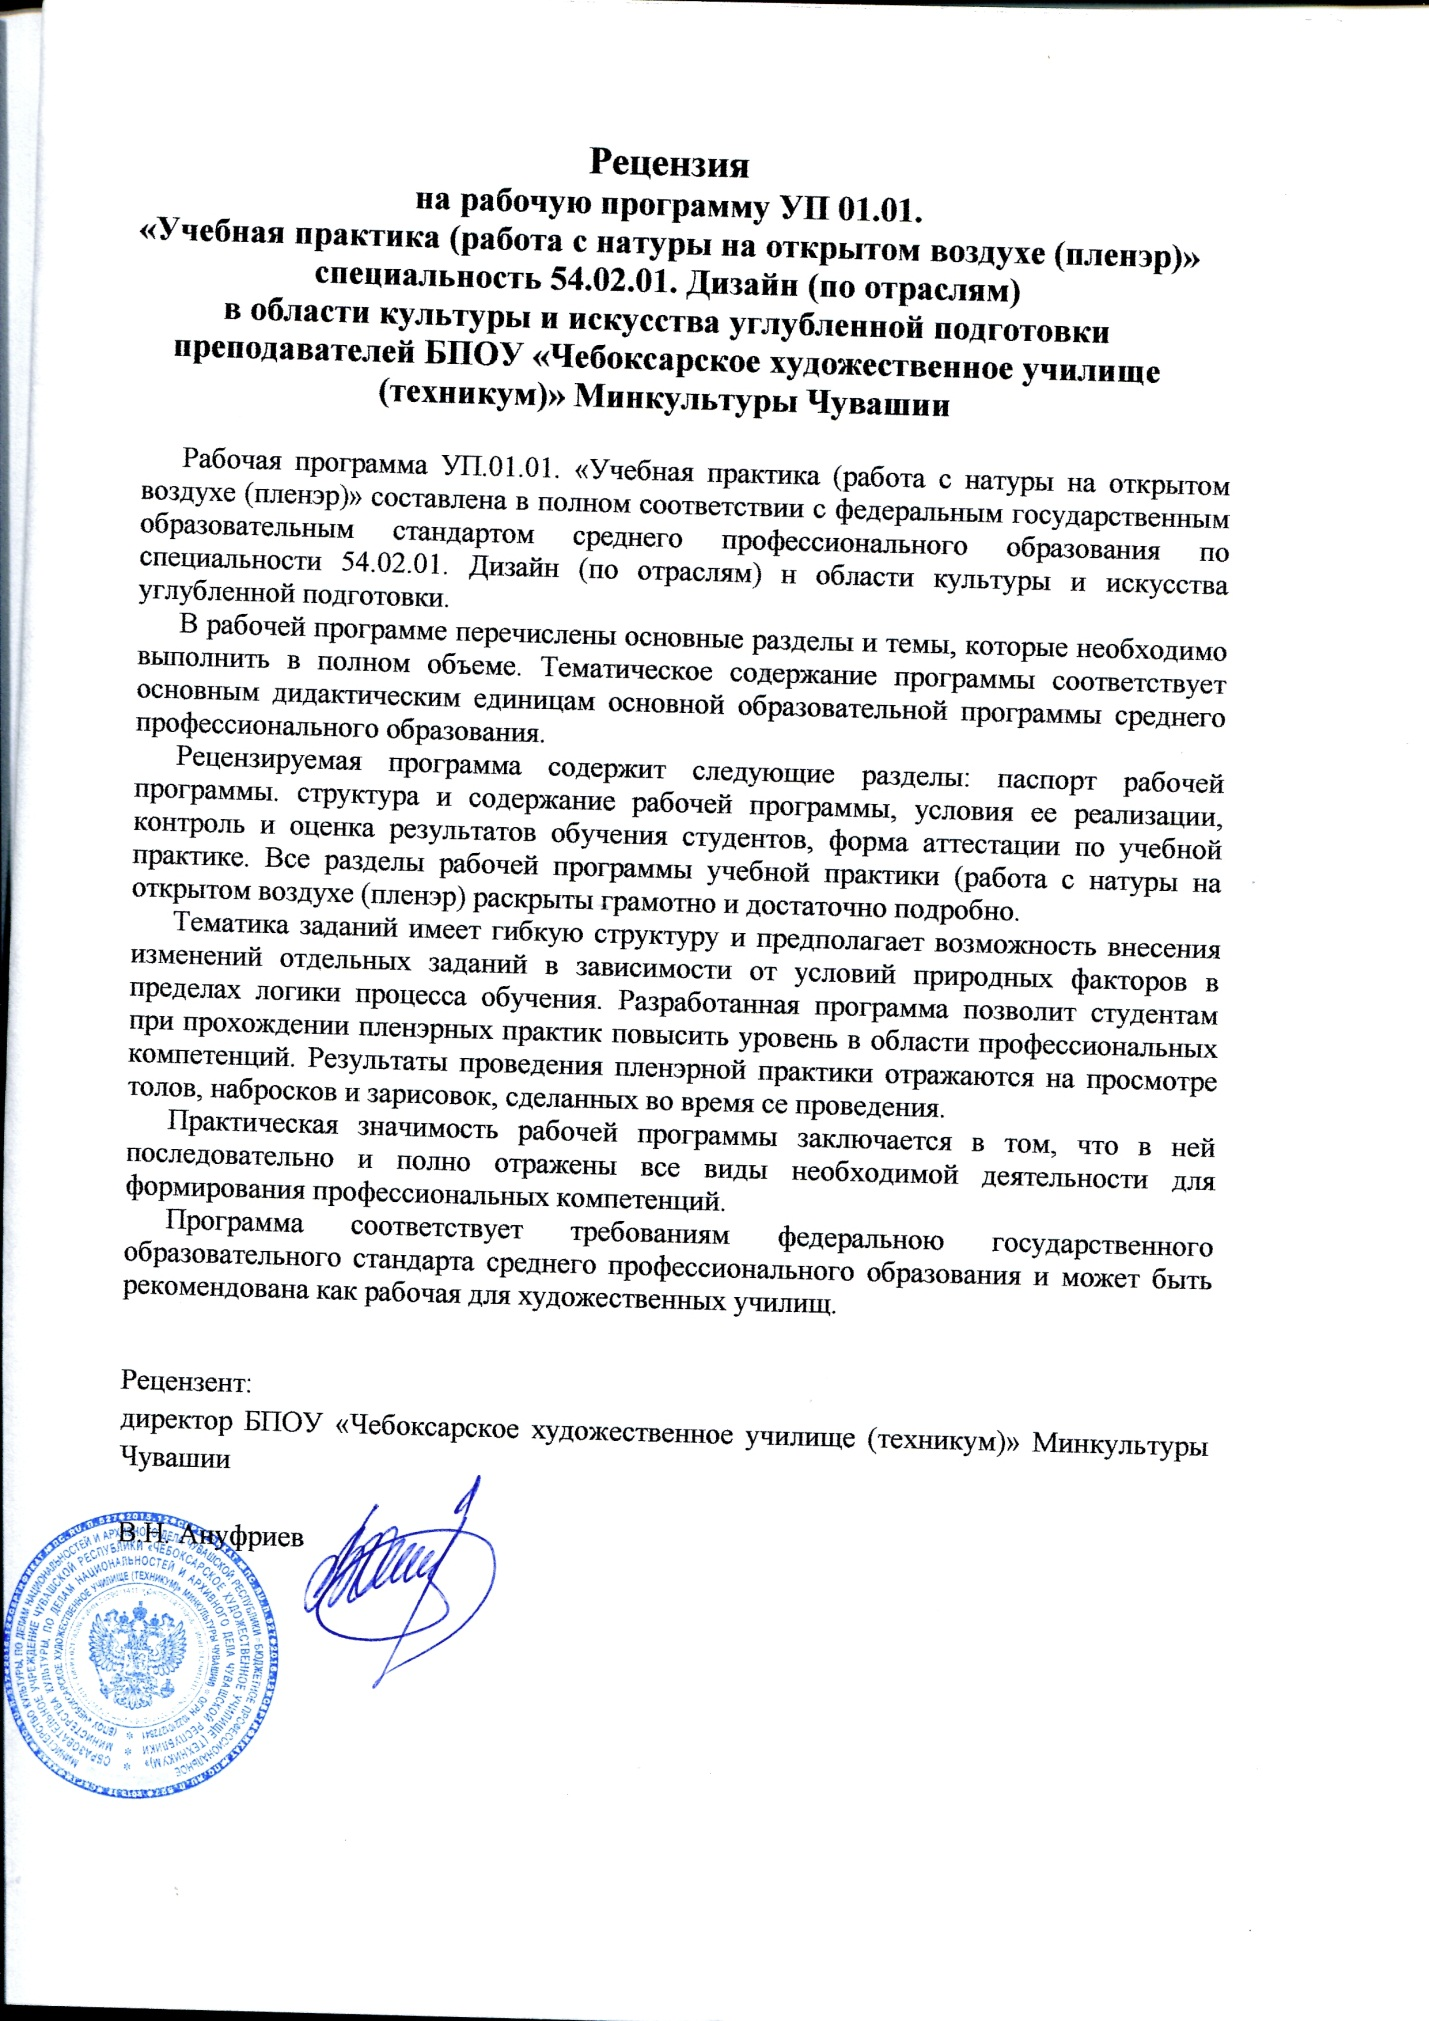 Рецензия
на рабочую программу УП 01.01.
«Учебная практика (работа с натуры на открытом воздухе (пленэр)»
специальность 54.02.01. Дизайн (по отраслям)
в области культуры и искусства углубленной подготовки
преподавателей БПОУ «Чебоксарское художественное училище
(техникум)» Минкультуры Чувашии
Рабочая программа УП.01.01. «Учебная практика (работа с натуры на открытом
воздухе (пленэр)» составлена в полном соответствии с федеральным государственным
образовательным стандартом среднего профессионального образования по
специальности 54.02.01. Дизайн (по отраслям) н области культуры и искусства
углубленной подготовки.
В рабочей программе перечислены основные разделы и темы, которые необходимо
выполнить в полном объеме. Тематическое содержание программы соответствует
основным дидактическим единицам основной образовательной программы среднего
профессионального образования.
Рецензируемая программа содержит следующие разделы: паспорт рабочей
программы. структура и содержание рабочей программы, условия ее реализации,
контроль и оценка результатов обучения студентов, форма аттестации по учебной
практике. Все разделы рабочей программы учебной практики (работа с натуры на
открытом воздухе (пленэр) раскрыты грамотно и достаточно подробно.
Тематика заданий имеет гибкую структуру и предполагает возможность внесения
изменений отдельных заданий в зависимости от условий природных факторов в
пределах логики процесса обучения. Разработанная программа позволит студентам
при прохождении пленэрных практик повысить уровень в области профессиональных
компетенций. Результаты проведения пленэрной практики отражаются на просмотре
толов, набросков и зарисовок, сделанных во время се проведения.
Практическая значимость рабочей программы заключается в том, что в ней
последовательно и полно отражены все виды необходимой деятельности для
формирования профессиональных компетенций.
Программа соответствует требованиям федеральною государственного
образовательного стандарта среднего профессионального образования и может быть
рекомендована как рабочая для художественных училищ.
Рецензент:
директор БПОУ «Чебоксарское художественное училище (техникум)» Минкультуры
Чувашии
В.Н. Ануфриев